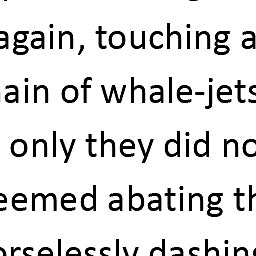 again, touching a
ain of whale-jets
only they did no
eemed abating th
orselessly dashing